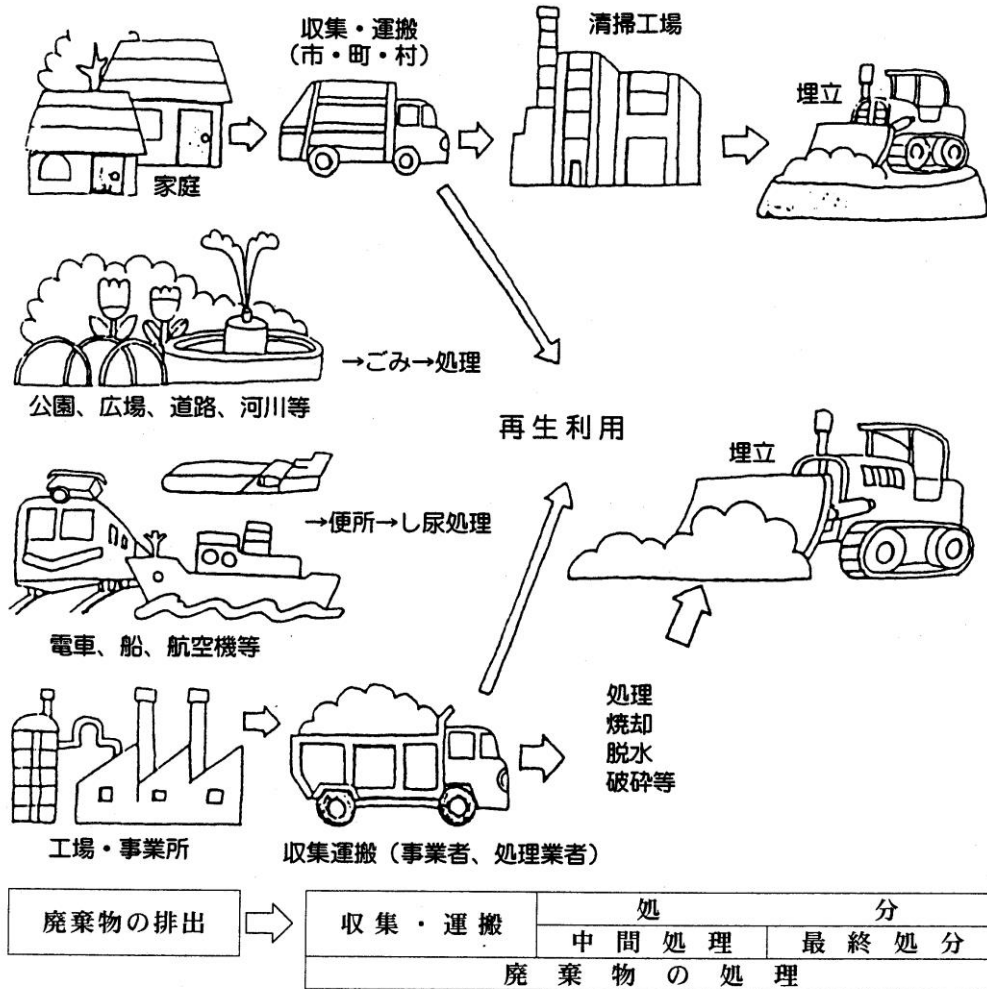 収集・運搬
(市・町・村)
清掃工場
埋立
家庭
→ごみ→処理
公園、広場、道路、河川等
再生利用
埋立
→便所→し尿処理
電車、船、航空機等
処理
焼却
脱水
破砕等
工場・事業所
収集運搬(事業者、処理業者)
廃棄物の排出
収集・運搬
処分
中間処理
最終処分
廃棄物の処理